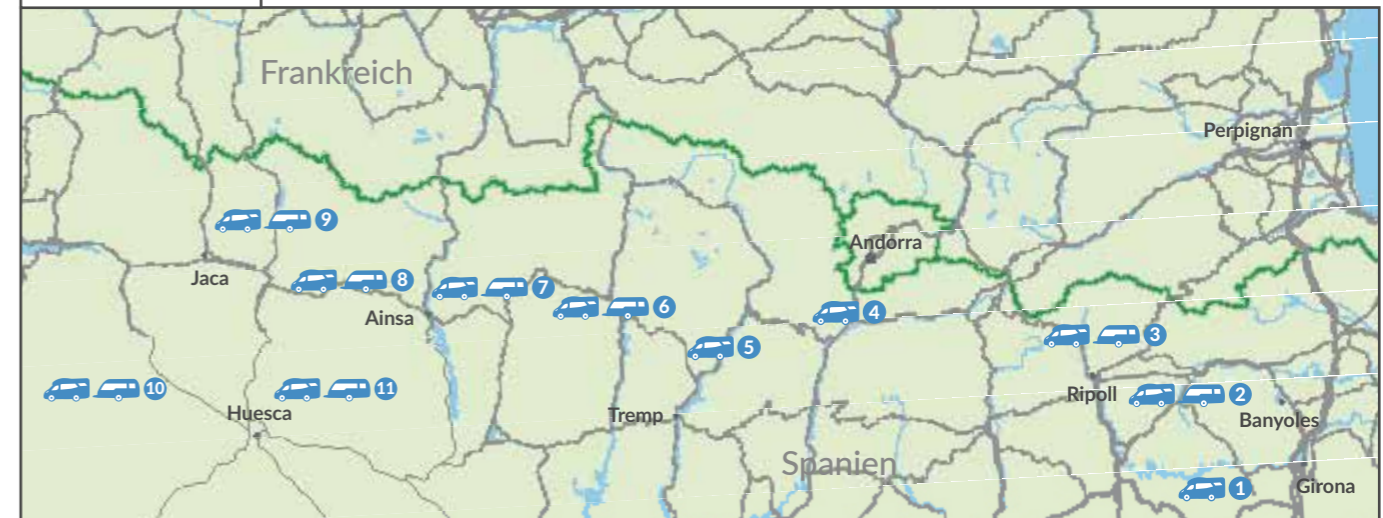 Frankreich
Perpignan
9
Andorra
Jaca
8
7
6
Ainsa
4
3
5
10
11
Ripoll
2
Huesca
Tremp
Banyoles
Spanien
1
Girona